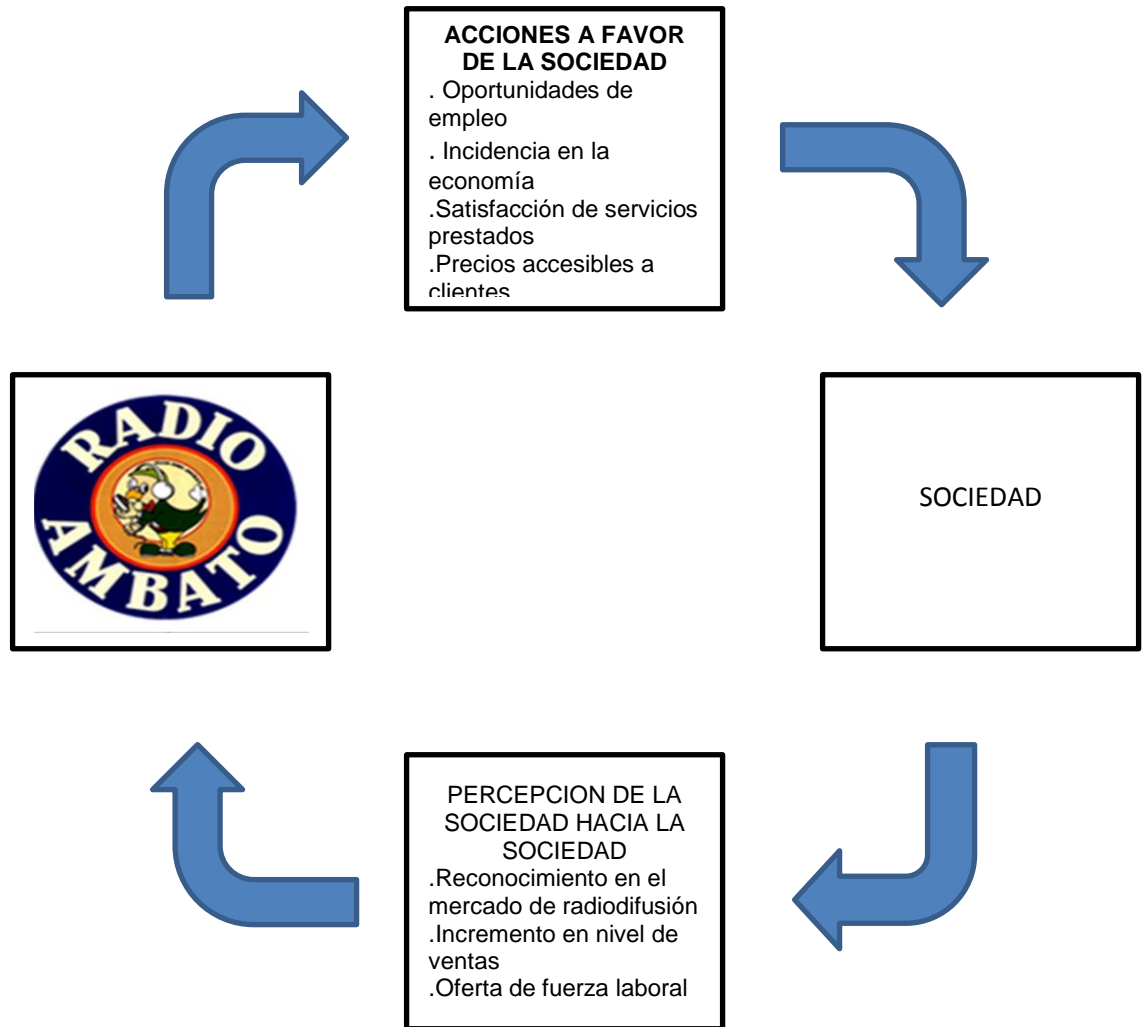 ACCIONES A FAVOR
DE LA SOCIEDAD
. Oportunidades de
empleo
. Incidencia en la
economía
.Satisfacción de servicios
prestados
.Precios accesibles a
clientes
RADIO
AMBATO
SOCIEDAD
PERCEPCION DE LA
SOCIEDAD HACIA LA
SOCIEDAD
.Reconocimiento en el
mercado de radiodifusión
.Incremento en nivel de
ventas
.Oferta de fuerza laboral